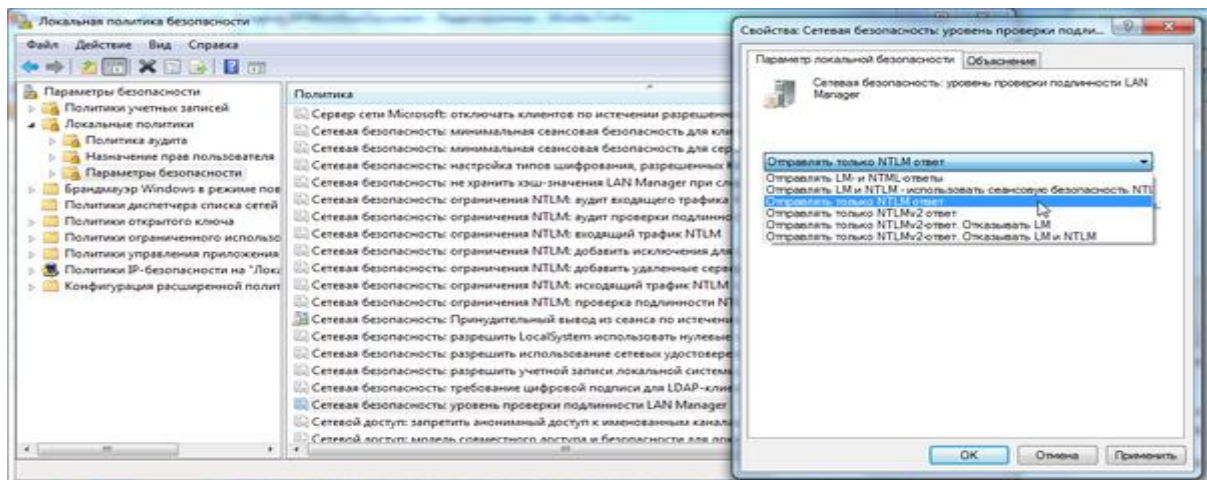 Локальная политика безопасности
Файл Действие Вид Справка
Параметры безопасности
Политики учетных записей
Локальные политики
Политика аудита
Назначение прав пользователя
Параметры безопасности
Брандмауэр Windows в режиме пов
Политики диспетчера списка сетей
Политики открытого ключа
Политики ограниченного использо
Политики управления приложения
Политики IP-безопасности на "Лока
Конфигурация расширенной полит
Политика
Сервер сети Microsoft: отключать клиентов по истечении разрешенн
Сетевая безопасность: минимальная сеансовая безопасность для кли
Сетевая безопасность: минимальная сеансовая безопасность для сер
Сетевая безопасность: настройка типов шифрования, разрешенных
Сетевая безопасность: не хранить хэш-значения LAN Manager при сл
Сетевая безопасность: ограничения NTLM: аудит входящего трафика
Сетевая безопасность: ограничения NTLM: аудит проверки подлинно
Сетевая безопасность: ограничения NTLM: входящий трафик NTLM
Сетевая безопасность: ограничения NTLM: добавить исключения для
Сетевая безопасность: ограничения NTLM: добавить удаленные серв
Сетевая безопасность: ограничения NTLM: исходящий трафик NTLM
Сетевая безопасность: ограничения NTLM: проверка подлинности NT
Сетевая безопасность: Принудительный вывод из сеанса по истечени
Сетевая безопасность: разрешить LocalSystem использовать нулевые
Сетевая безопасность: разрешить использование сетевых удостовере
Сетевая безопасность: разрешить учетной записи локальной систем
Сетевая безопасность: требование цифровой подписи для LDAP-клие
Сетевая безопасность: уровень проверки подлинности LAN Manager
Сетевой доступ: запретить анонимный доступ к именованным канала
Сетевой доступ: модель совместного доступа и безопасности для лок
Свойства: Сетевая безопасность: уровень проверки подли...
Параметр локальной безопасности Объяснение
Сетевая безопасность: уровень проверки подлинности LAN
Manager
Отправлять только NTLM ответ
Отправлять LM- и NTML-ответы
Отправлять LM и NTLM - использовать сеансовую безопасность NTL
Отправлять только NTLM ответ
Отправлять только NTLMv2-ответ
Отправлять только NTLMv2-ответ. Отказывать LM
Отправлять только NTLMv2-ответ. Отказывать LM и NTLM
OK Отмена Применить